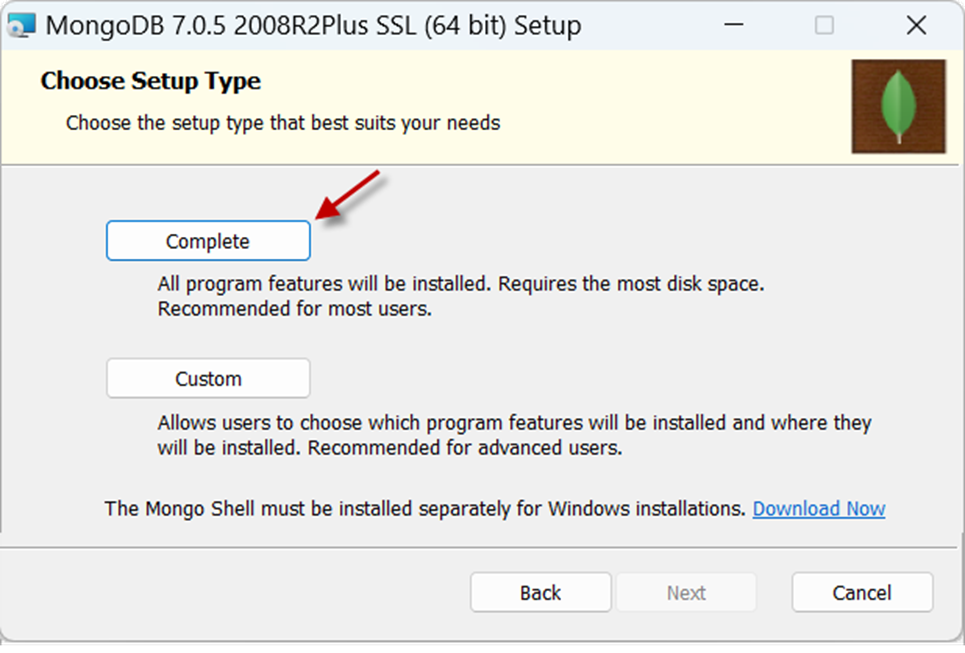 MongoDB 7.0.5 2008R2Plus SSL (64 bit) Setup
Choose Setup Type
Choose the setup type that best suits your needs
Complete
All program features will be installed. Requires the most disk space.
Recommended for most users.
Custom
Allows users to choose which program features will be installed and where they
will be installed. Recommended for advanced users.
The Mongo Shell must be installed separately for Windows installations. Download Now
Back
Next
Cancel